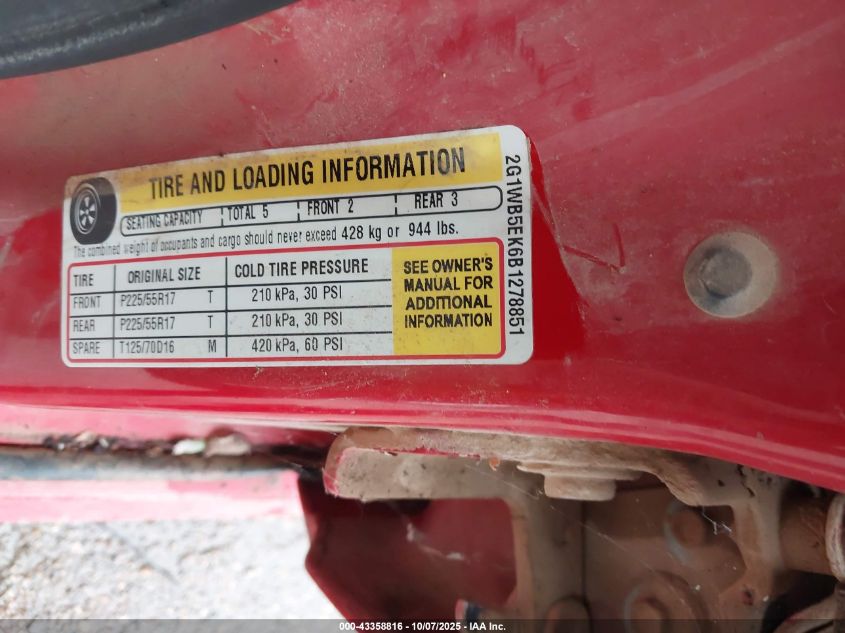 TIRE AND LOADING INFORMATION
SEATING CAPACITY TOTAL 5 FRONT 2 REAR 3
The combined weight of occupants and cargo should never exceed 428 kg or 944 lbs.
TIRE ORIGINAL SIZE COLD TIRE PRESSURE
FRONT P225/55R17 T 210 kPa, 30 PSI
REAR P225/55R17 T 210 kPa, 30 PSI
SPARE T125/70D16 M 420 kPa, 60 PSI
SEE OWNER'S
MANUAL FOR
ADDITIONAL
INFORMATION
2G1WB5EK6B1278851
000-43358816 - 10/07/2025 - IAA Inc.